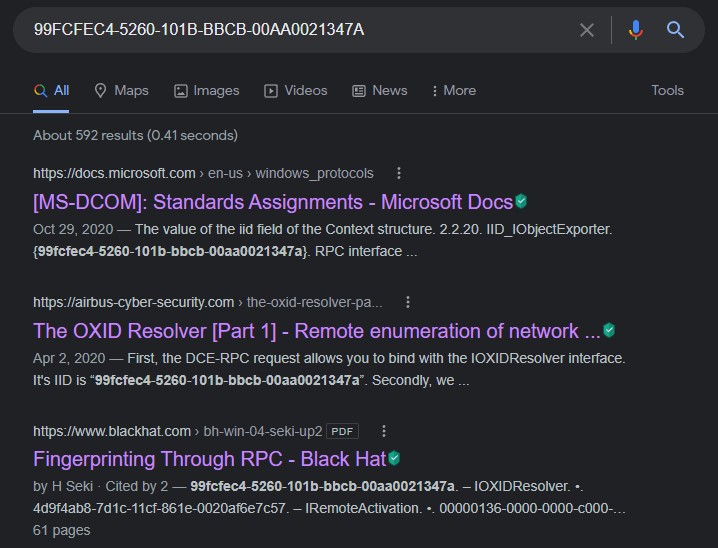 99FCFEC4-5260-101B-BBCB-00AA0021347A
All Maps Images Videos News More Tools
About 592 results (0.41 seconds)
https://docs.microsoft.com › en-us › windows_protocols
[MS-DCOM]: Standards Assignments - Microsoft Docs
Oct 29, 2020 — The value of the iid field of the Context structure. 2.2.20. IID_IObjectExporter.
{99fcfec4-5260-101b-bbcb-00aa0021347a}. RPC interface ...
https://airbus-cyber-security.com › the-oxid-resolver-pa...
The OXID Resolver [Part 1] - Remote enumeration of network ...
Apr 2, 2020 — First, the DCE-RPC request allows you to bind with the IOXIDResolver interface.
It's IID is “99fcfec4-5260-101b-bbcb-00aa0021347a”. Secondly, we ...
https://www.blackhat.com › bh-win-04-seki-up2 PDF
Fingerprinting Through RPC - Black Hat
by H Seki · Cited by 2 — 99fcfec4-5260-101b-bbcb-00aa0021347a. – IOXIDResolver. •.
4d9f4ab8-7d1c-11cf-861e-0020af6e7c57. – IRemoteActivation. •. 00000136-0000-0000-c000-...
61 pages